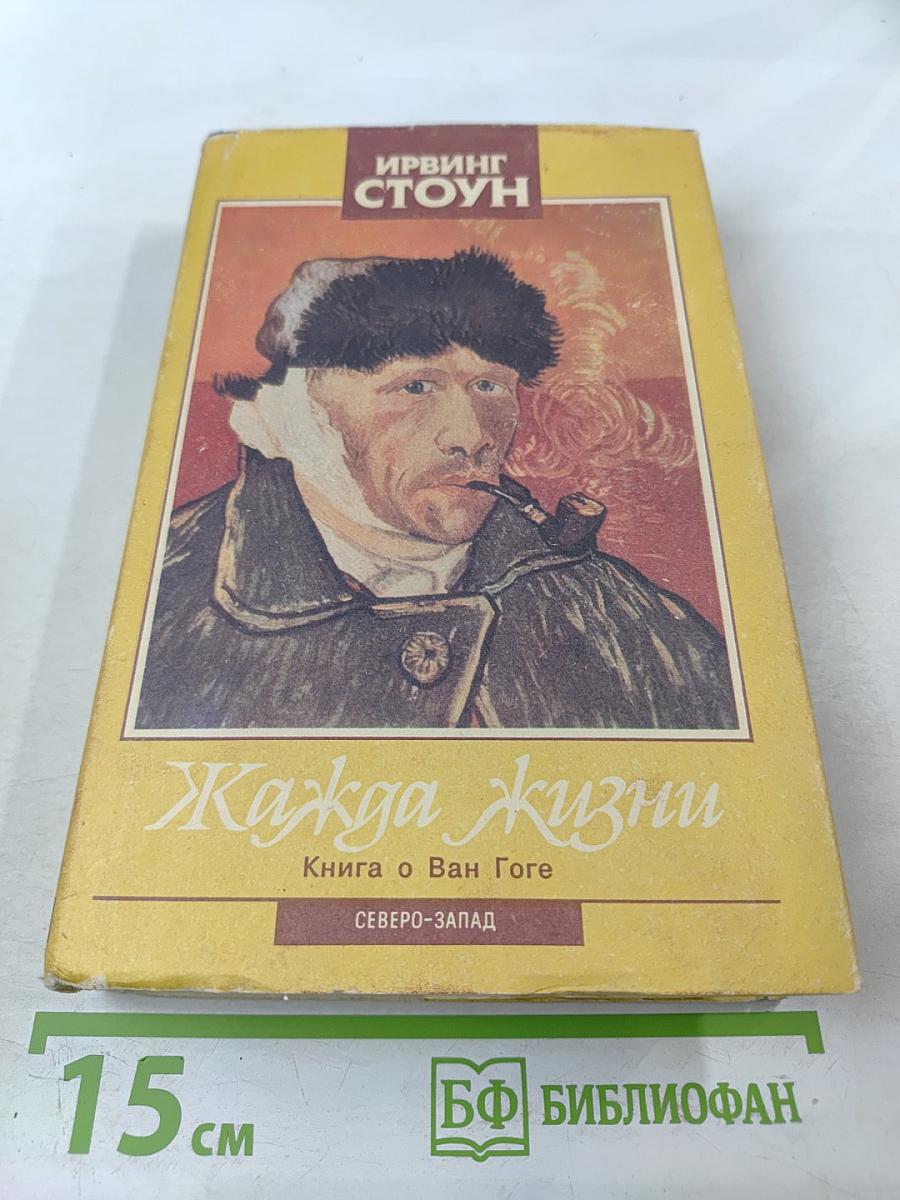 ИРВИНГ
СТОУН
Жажда жизни
Книга о Ван Гоге
СЕВЕРО-ЗАПАД
15 см
БФ БИБЛИОФАН